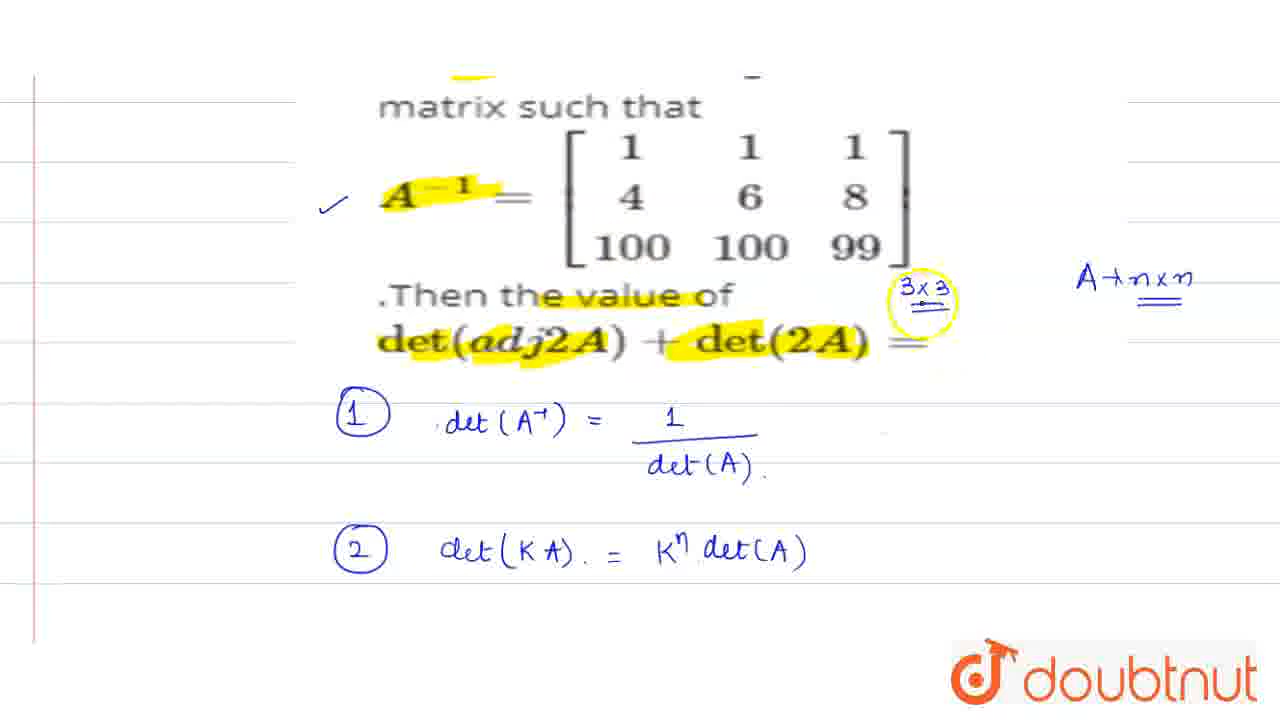 matrix such that
A⁻¹ = [ 1 1 1
4 6 8
100 100 99 ]
.Then the value of
det(adj2A) + det(2A) =
3×3
A→n×n
1 det(A⁻¹) = 1
det(A).
2 det(KA). = Kⁿ det(A)
doubtnut